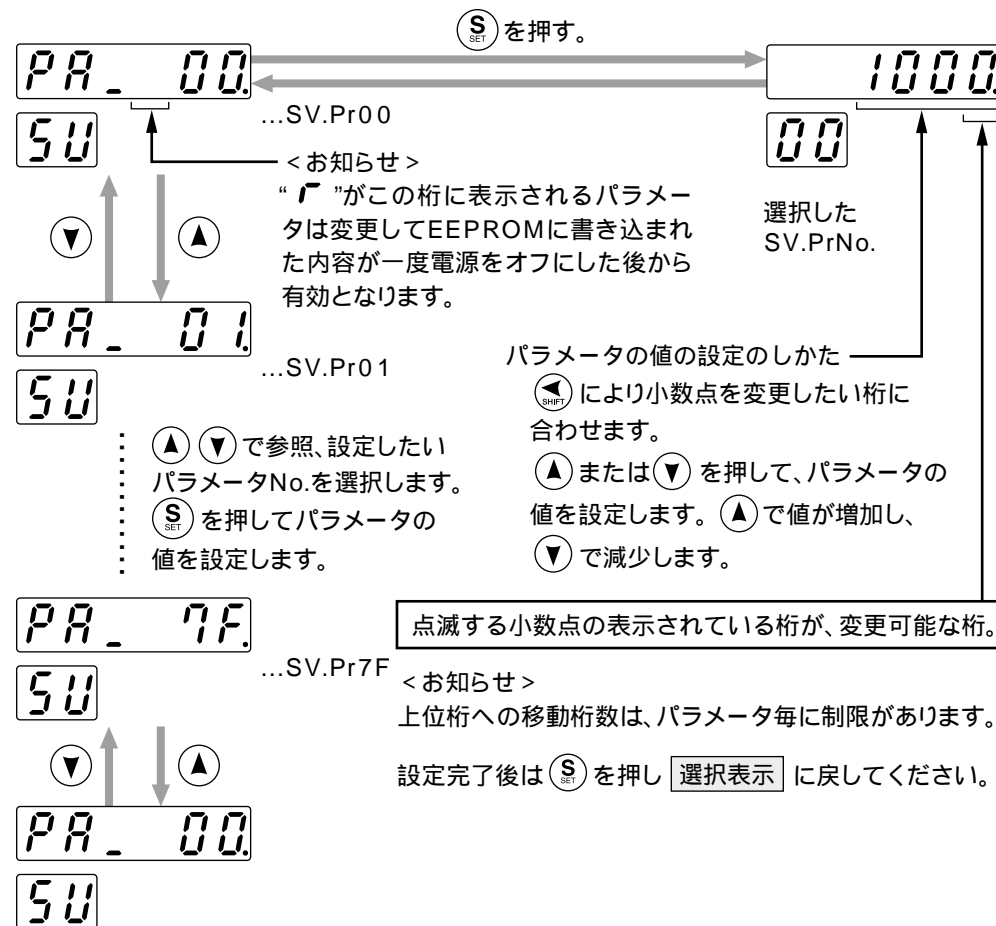 S SET を押す。
PA_ 00.
1000.
SU
...SV.Pr00
00
<お知らせ>
“ r ”がこの桁に表示されるパラメー
タは変更してEEPROMに書き込まれ
た内容が一度電源をオフにした後から
有効となります。
選択した
SV.PrNo.
PA_ 01.
...SV.Pr01
SU
パラメータの値の設定のしかた
SHIFT により小数点を変更したい桁に
合わせます。
▲または▼ を押して、パラメータの
値を設定します。▲で値が増加し、
▼ で減少します。
▲ ▼ で参照、設定したい
パラメータNo.を選択します。
S SET を押してパラメータの
値を設定します。
PA_ 7F.
点滅する小数点の表示されている桁が、変更可能な桁。
...SV.Pr7F
SU
<お知らせ>
上位桁への移動桁数は、パラメータ毎に制限があります。
設定完了後は S SET を押し 選択表示 に戻してください。
PA_ 00.
SU